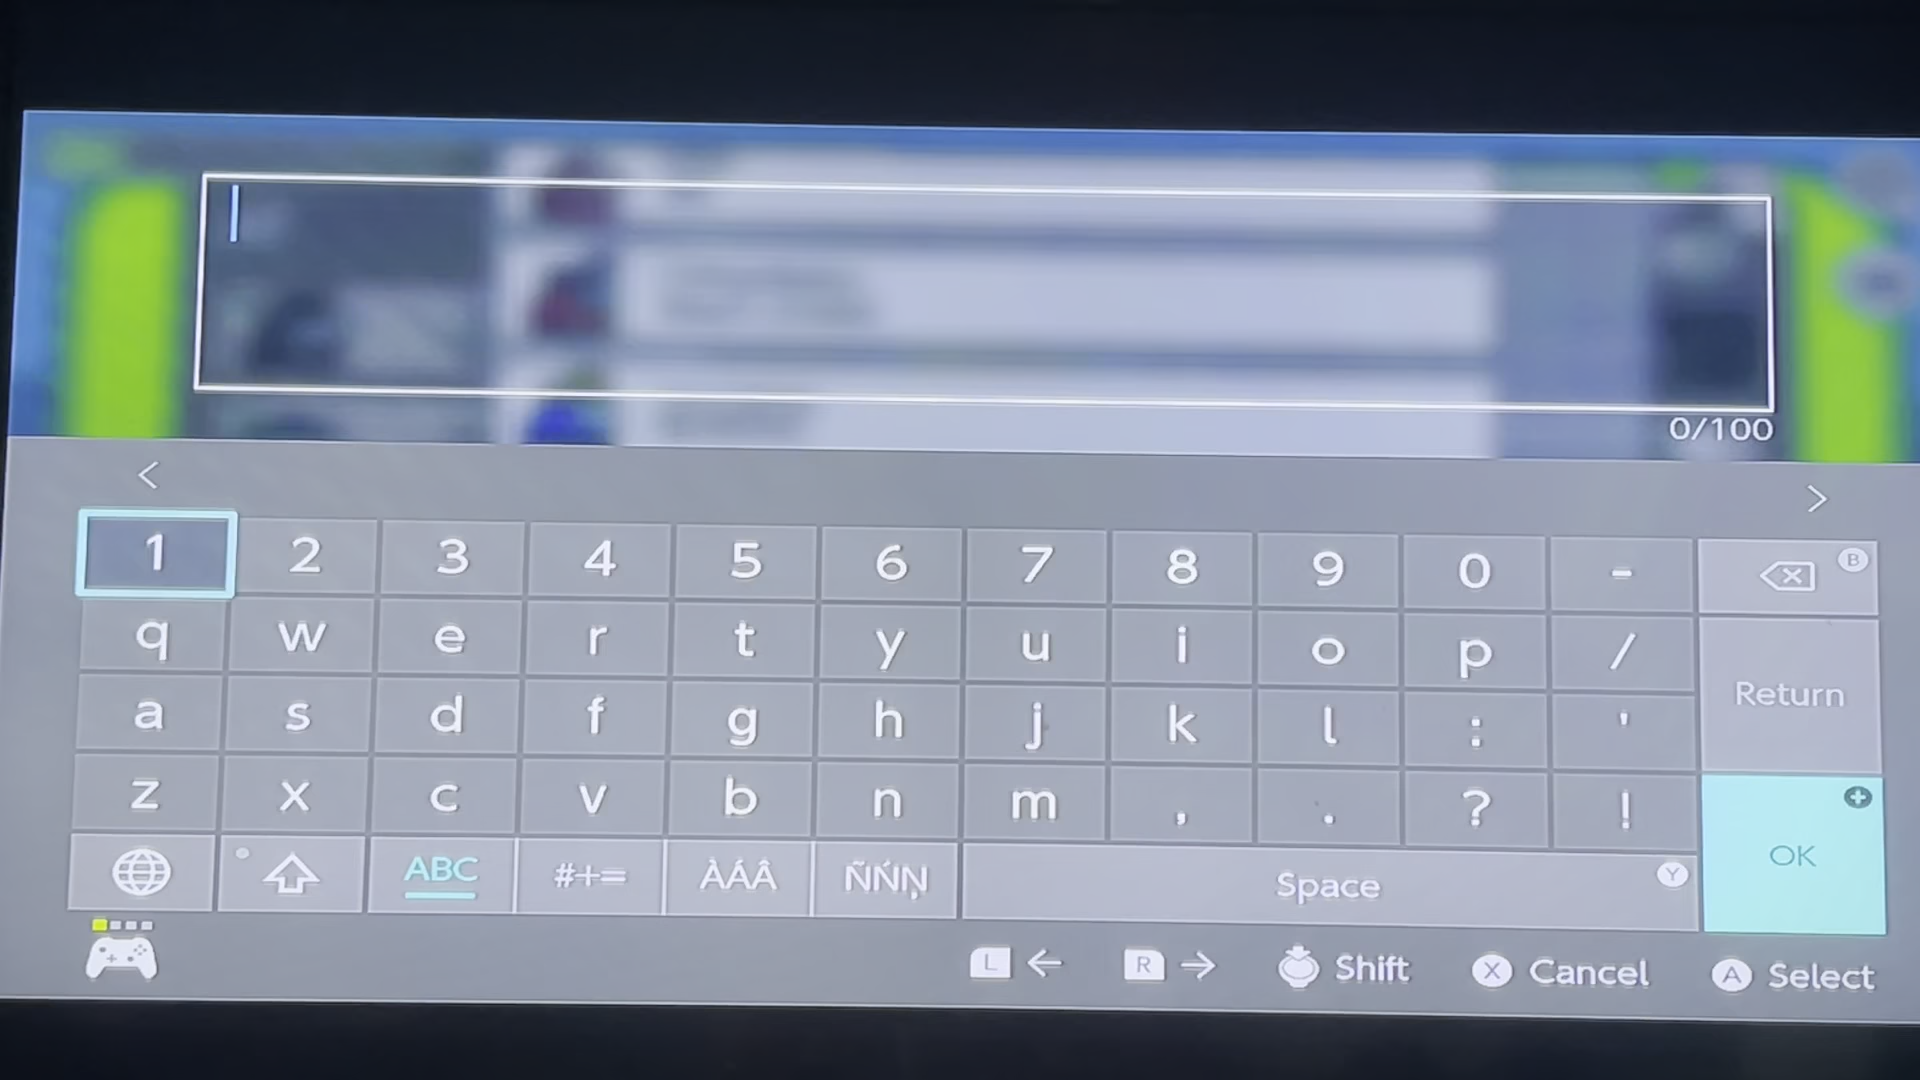 0/100
1 2 3 4 5 6 7 8 9 0 - B
q w e r t y u i o p /
Return
a s d f g h j k l : '
z x c v b n m , . ? !
ABC #+= ÀÁÂ ÑŃŅ Space Y OK
L ← R → Shift X Cancel A Select